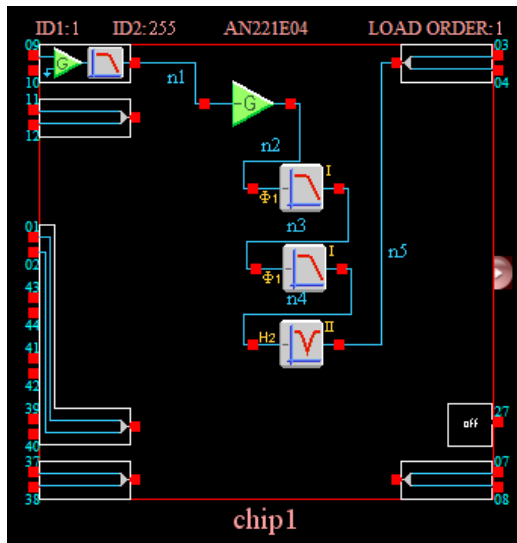 ID1:1 ID2:255 AN221E04 LOAD ORDER:1
09 03
G
10 n1 04
11
-G
12
n2
I
Φ1
n3
01
I
02 n5
Φ1
43 n4
44
H2 II
41
42
39 27
off
40
37 07
38 08
chip1